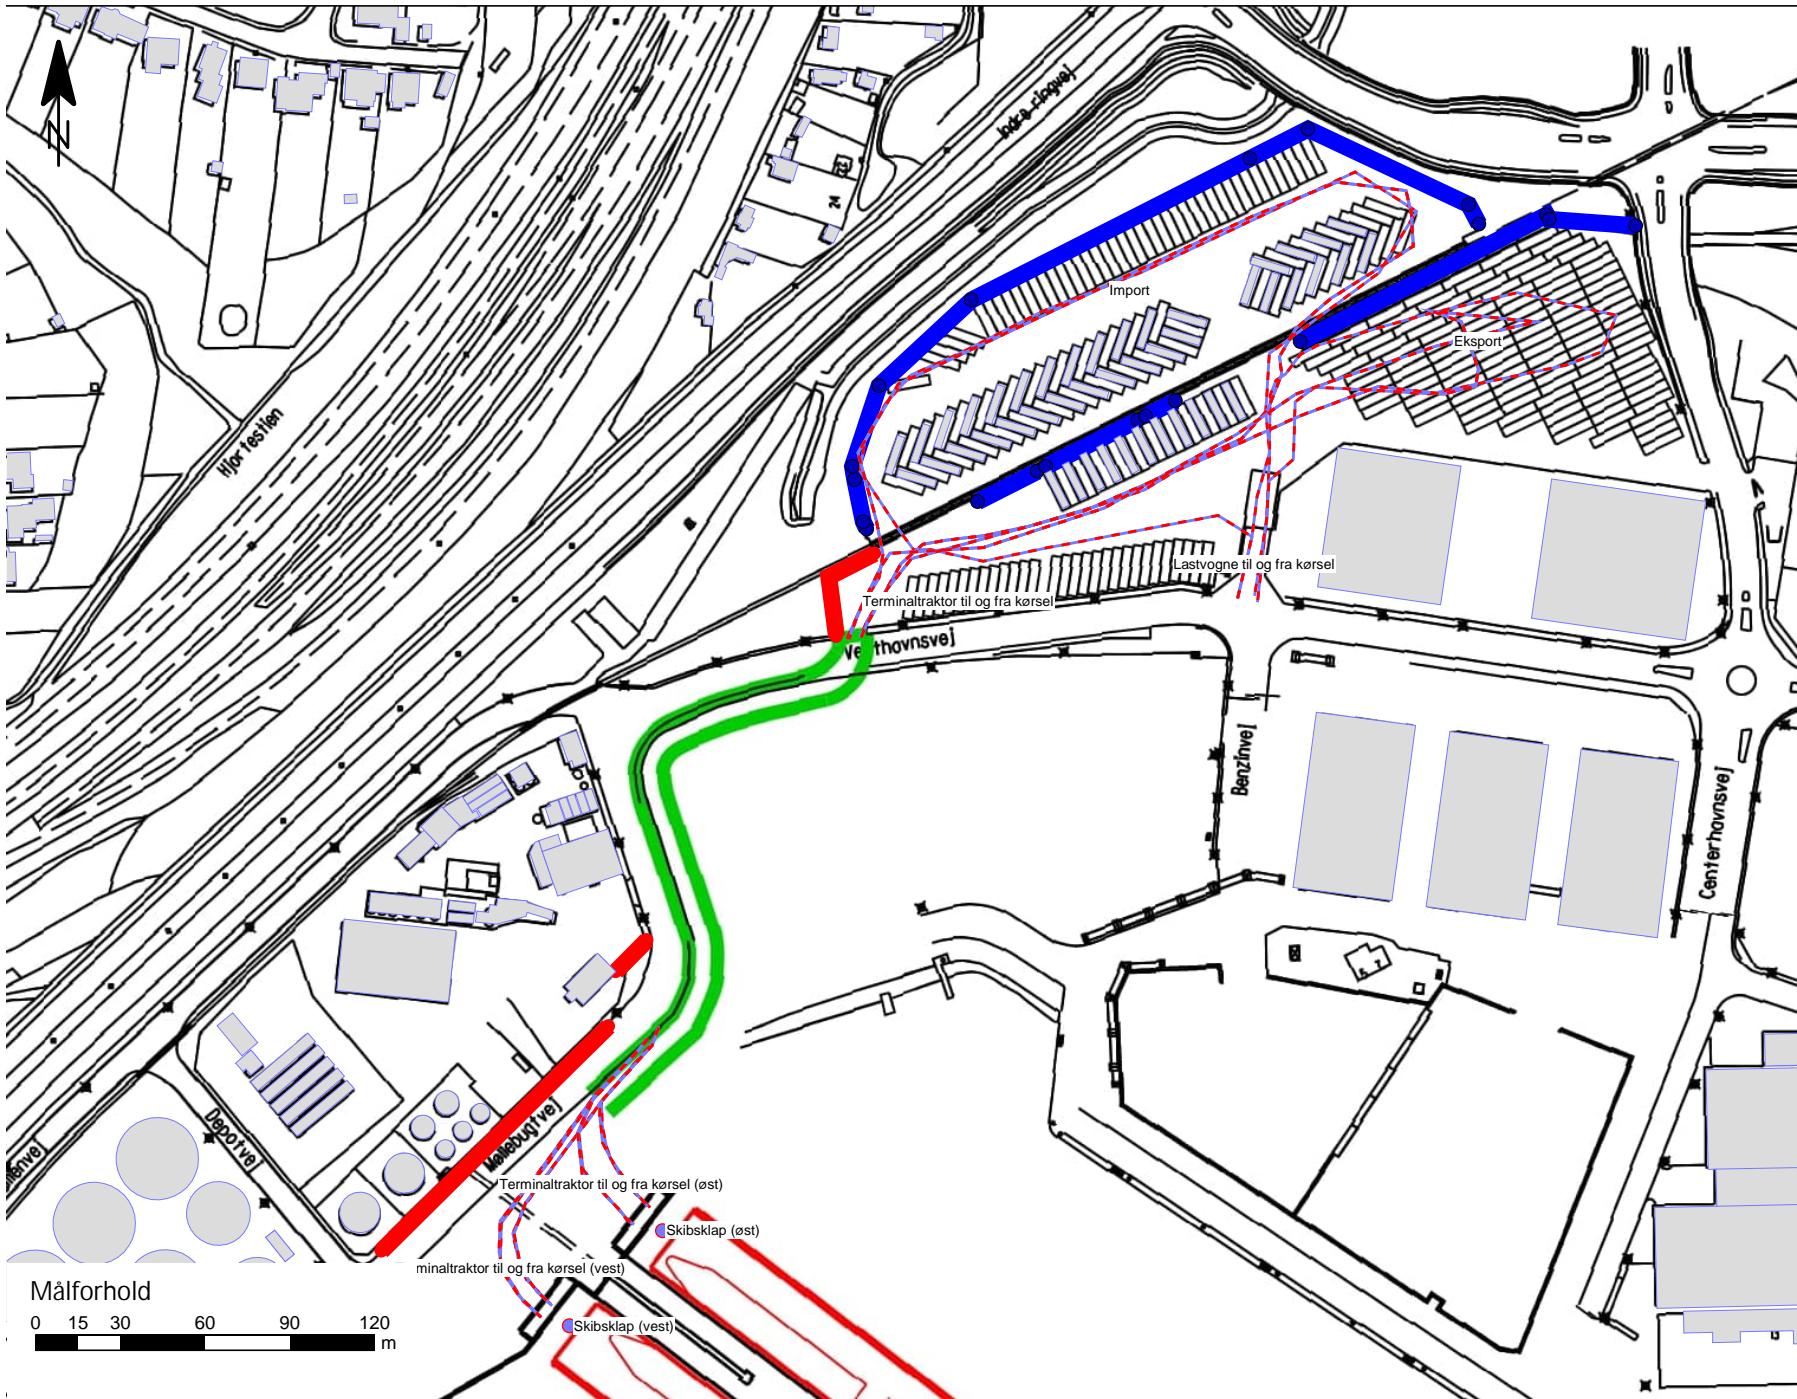 N
Indre ringvej
24
Import
Eksport
Hjortestien
Lastvogne til og fra kørsel
Terminaltraktor til og fra kørsel
Vesthavnsvej
Benzinvej
Centerhavnsvej
5 7
Depotvej
Møllebugtvej
Terminaltraktor til og fra kørsel (øst)
Skibsklap (øst)
minaltraktor til og fra kørsel (vest)
Skibsklap (vest)
Målforhold
0 15 30 60 90 120
m